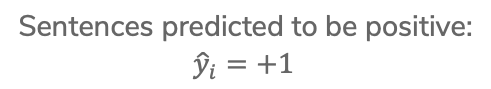 Sentences predicted to be positive:
ŷᵢ = +1